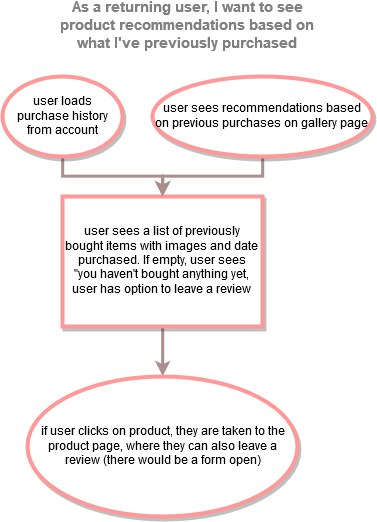 As a returning user, I want to see
product recommendations based on
what I've previously purchased
user loads
purchase history
from account
user sees recommendations based
on previous purchases on gallery page
user sees a list of previously
bought items with images and date
purchased. If empty, user sees
"you haven't bought anything yet,
user has option to leave a review
if user clicks on product, they are taken to the
product page, where they can also leave a
review (there would be a form open)